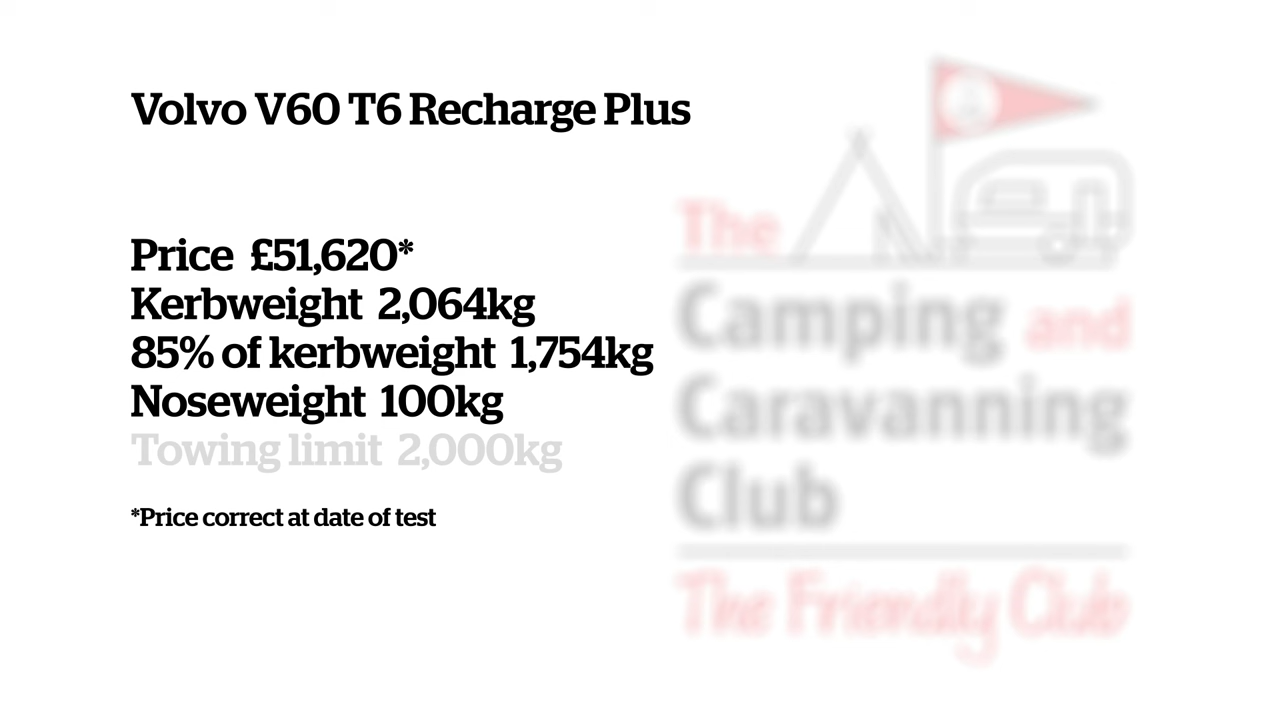 Volvo V60 T6 Recharge Plus
Price £51,620*
Kerbweight 2,064kg
85% of kerbweight 1,754kg
Noseweight 100kg
Towing limit 2,000kg
*Price correct at date of test
The
Camping and
Caravanning
Club
The Friendly Club